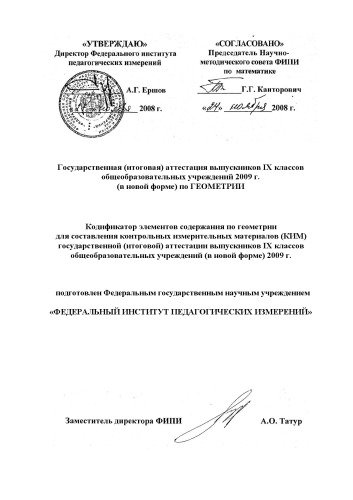 «УТВЕРЖДАЮ»
Директор Федерального института
педагогических измерений
А.Г. Ершов
2008 г.
«СОГЛАСОВАНО»
Председатель Научно-
методического совета ФИПИ
по математике
Г.Г. Канторович
«24» ноября 2008 г.
Государственная (итоговая) аттестация выпускников IX классов
общеобразовательных учреждений 2009 г.
(в новой форме) по ГЕОМЕТРИИ
Кодификатор элементов содержания по геометрии
для составления контрольных измерительных материалов (КИМ)
государственной (итоговой) аттестации выпускников IX классов
общеобразовательных учреждений (в новой форме) 2009 г.
подготовлен Федеральным государственным научным учреждением
«ФЕДЕРАЛЬНЫЙ ИНСТИТУТ ПЕДАГОГИЧЕСКИХ ИЗМЕРЕНИЙ»
Заместитель директора ФИПИ
А.О. Татур